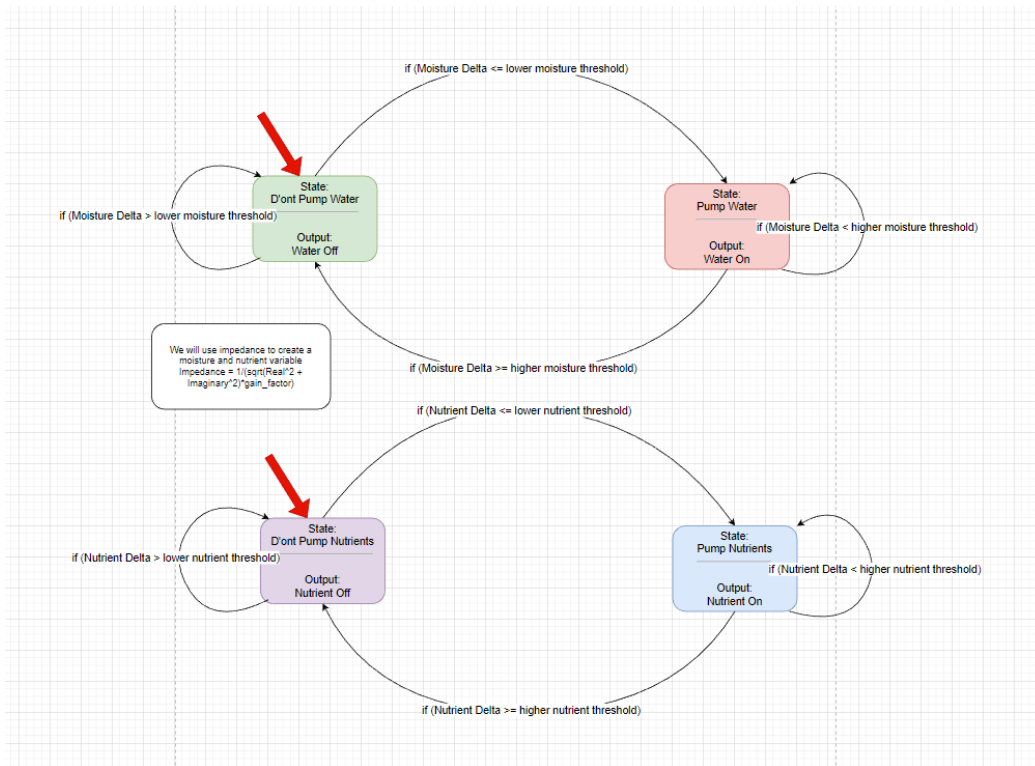 if (Moisture Delta <= lower moisture threshold)
State:
D'ont Pump Water
Output:
Water Off
if (Moisture Delta > lower moisture threshold)
State:
Pump Water
Output:
Water On
if (Moisture Delta < higher moisture threshold)
if (Moisture Delta >= higher moisture threshold)
We will use impedance to create a
moisture and nutrient variable
Impedance = 1/(sqrt(Real^2 +
Imaginary^2)*gain_factor)
if (Nutrient Delta <= lower nutrient threshold)
State:
D'ont Pump Nutrients
Output:
Nutrient Off
if (Nutrient Delta > lower nutrient threshold)
State:
Pump Nutrients
Output:
Nutrient On
if (Nutrient Delta < higher nutrient threshold)
if (Nutrient Delta >= higher nutrient threshold)